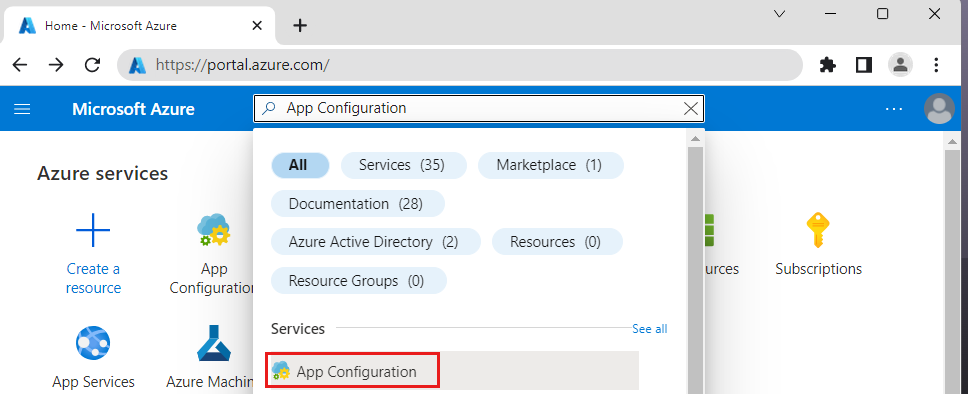 Home - Microsoft Azure
https://portal.azure.com/
Microsoft Azure
App Configuration
All
Services (35)
Marketplace (1)
Documentation (28)
Azure Active Directory (2)
Resources (0)
Resource Groups (0)
Services
See all
App Configuration
Azure services
Create a
resource
App
Configuration
urces
Subscriptions
App Services
Azure Machin